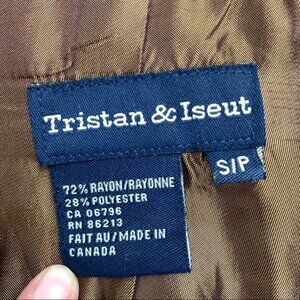 Tristan & Iseut
S/P
72% RAYON/RAYONNE
28% POLYESTER
CA 06796
RN 86213
FAIT AU/MADE IN
CANADA